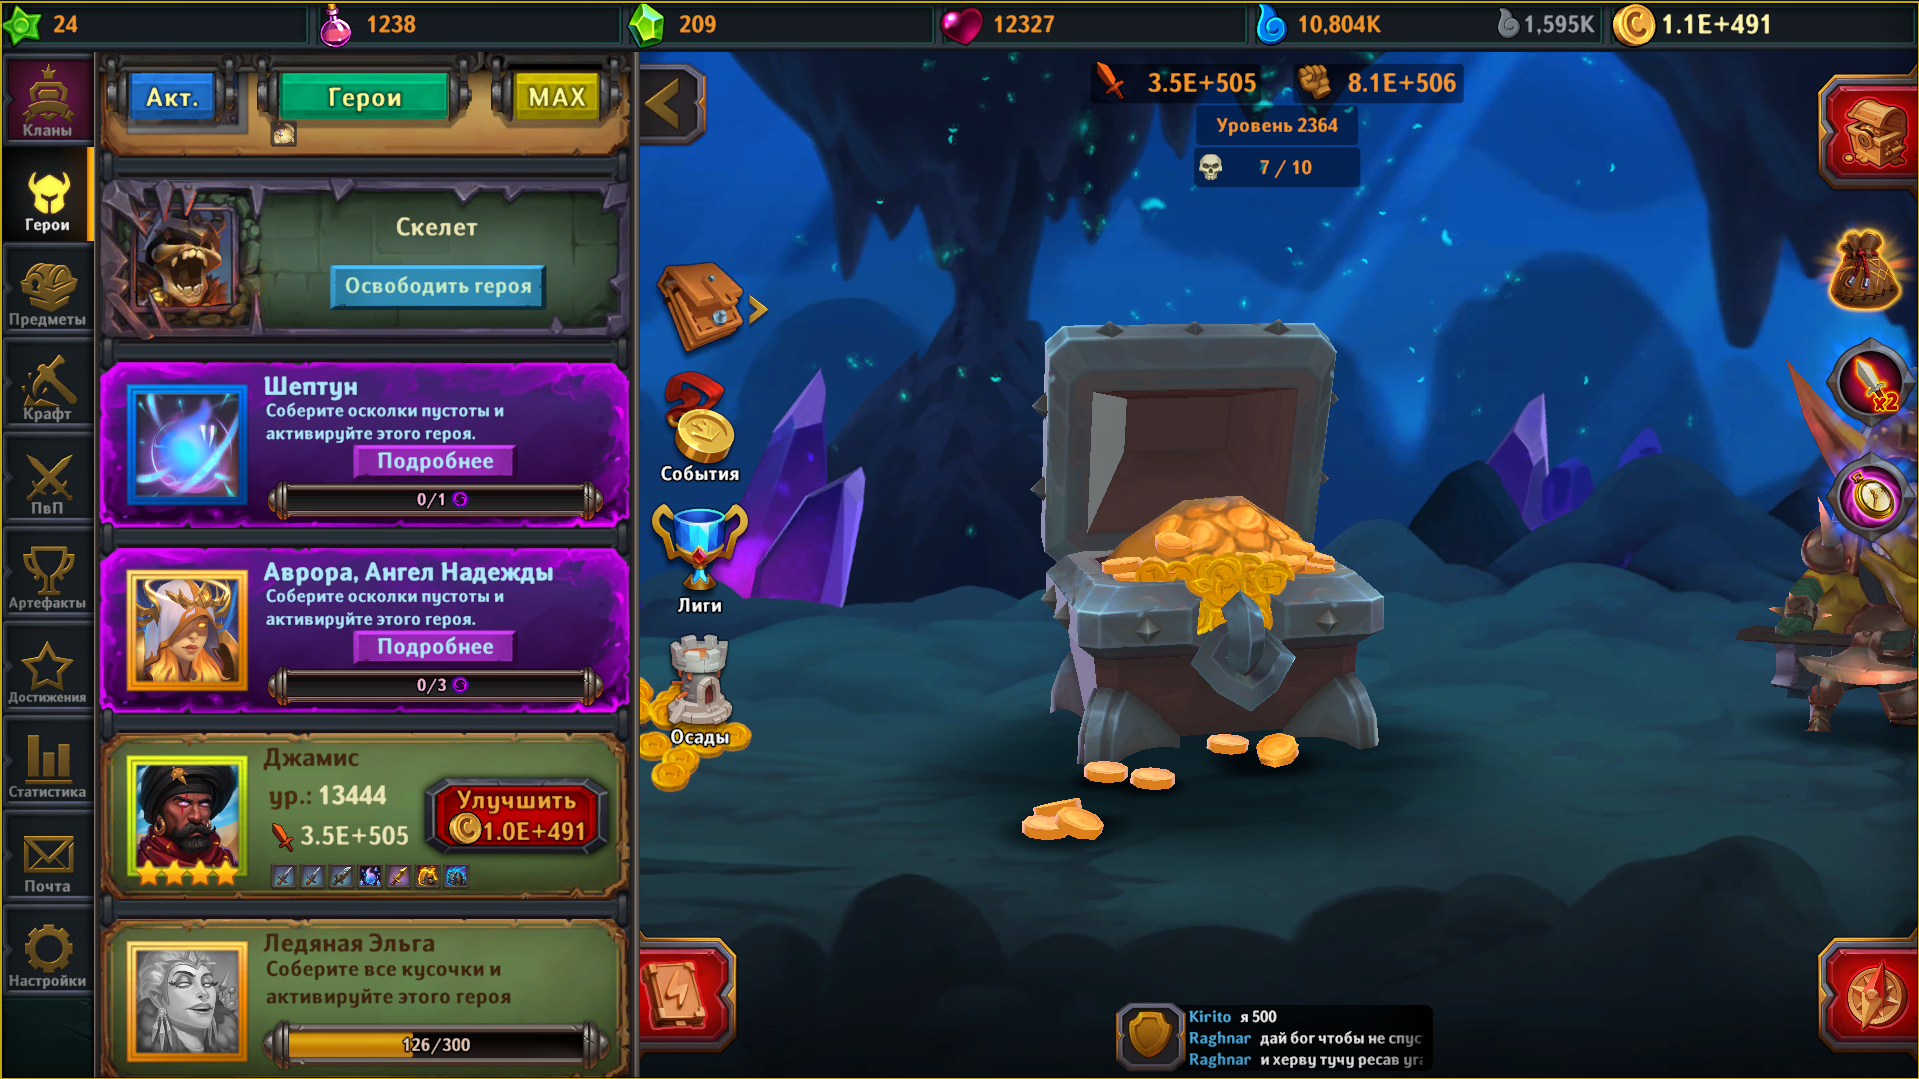 24
1238
209
12327
10,804K
1,595K
1.1E+491
Кланы
Герои
Предметы
Крафт
ПвП
Артефакты
Достижения
Статистика
Почта
Настройки
Акт.
Герои
MAX
Скелет
Освободить героя
Шептун
Соберите осколки пустоты и
активируйте этого героя.
Подробнее
0/1
Аврора, Ангел Надежды
Соберите осколки пустоты и
активируйте этого героя.
Подробнее
0/3
Джамис
ур.: 13444
3.5E+505
Улучшить
1.0E+491
Ледяная Эльга
Соберите все кусочки и
активируйте этого героя
126/300
События
Лиги
Осады
3.5E+505
8.1E+506
Уровень 2364
7 / 10
x2
Kirito я 500
Raghnar дай бог чтобы не спус
Raghnar и херву тучу ресав уга